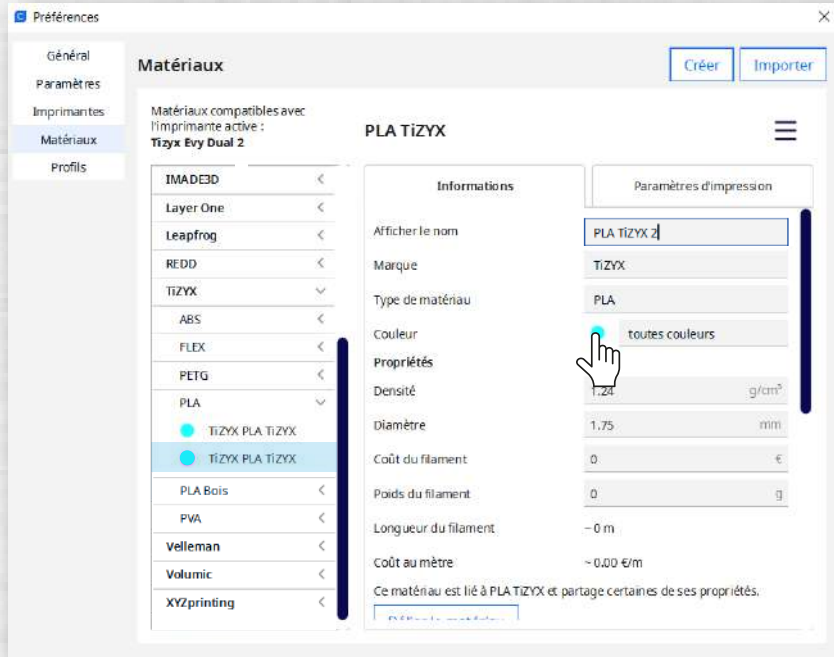 Préférences
Général
Paramètres
Imprimantes
Matériaux
Profils
Matériaux
Créer
Importer
Matériaux compatibles avec
l'imprimante active :
Tizyx Evy Dual 2
PLA TiZYX
IMADE3D
Layer One
Leapfrog
REDD
TiZYX
ABS
FLEX
PETG
PLA
TiZYX PLA TiZYX
TiZYX PLA TiZYX
PLA Bois
PVA
Velleman
Volumic
XYZprinting
Informations
Paramètres d'impression
Afficher le nom
PLA TiZYX 2
Marque
TiZYX
Type de matériau
PLA
Couleur
toutes couleurs
Propriétés
Densité
1.24 g/cm³
Diamètre
1.75 mm
Coût du filament
0 €
Poids du filament
0 g
Longueur du filament
~ 0 m
Coût au mètre
~ 0.00 €/m
Ce matériau est lié à PLA TiZYX et partage certaines de ses propriétés.